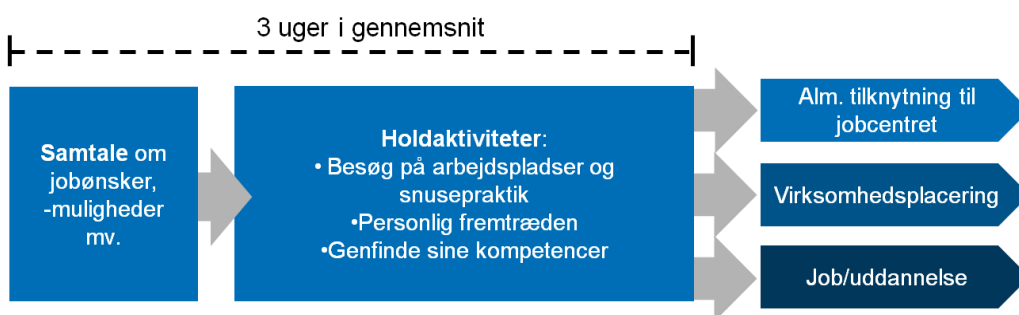 3 uger i gennemsnit
Samtale om
jobønsker,
-muligheder
mv.
Holdaktiviteter:
• Besøg på arbejdspladser og
snusepraktik
•Personlig fremtræden
•Genfinde sine kompetencer
Alm. tilknytning til
jobcentret
Virksomhedsplacering
Job/uddannelse